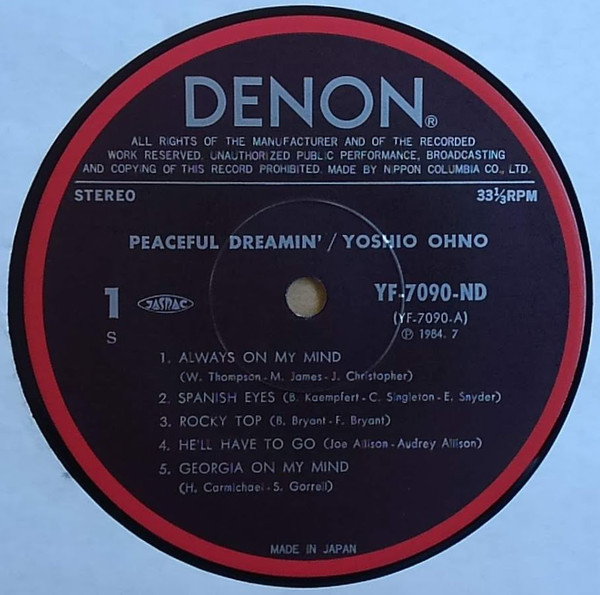 DENON®
ALL RIGHTS OF THE MANUFACTURER AND OF THE RECORDED
WORK RESERVED. UNAUTHORIZED PUBLIC PERFORMANCE, BROADCASTING
AND COPYING OF THIS RECORD PROHIBITED. MADE BY NIPPON COLUMBIA CO., LTD.
STEREO 33⅓RPM
PEACEFUL DREAMIN' / YOSHIO OHNO
1 JASRAC YF-7090-ND
S (YF-7090-A)
Ⓟ 1984. 7
1. ALWAYS ON MY MIND
(W. Thompson - M. James - J. Christopher)
2. SPANISH EYES (B. Kaempfert - C. Singleton - E. Snyder)
3. ROCKY TOP (B. Bryant - F. Bryant)
4. HE'LL HAVE TO GO (Joe Allison - Audrey Allison)
5. GEORGIA ON MY MIND
(H. Carmichael - S. Gorrell)
MADE IN JAPAN